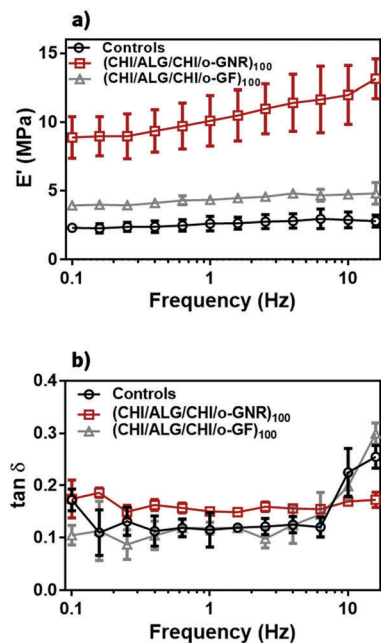 a)
Controls
(CHI/ALG/CHI/o-GNR)100
(CHI/ALG/CHI/o-GF)100
E' (MPa)
15
10
5
0
0.1 1 10
Frequency (Hz)
b)
Controls
(CHI/ALG/CHI/o-GNR)100
(CHI/ALG/CHI/o-GF)100
tan δ
0.4
0.3
0.2
0.1
0.0
0.1 1 10
Frequency (Hz)